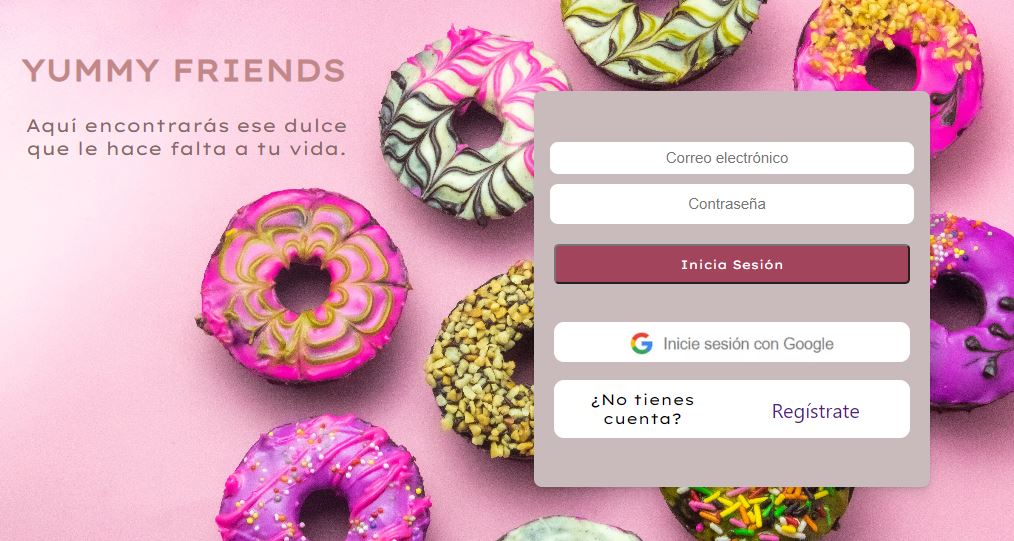 YUMMY FRIENDS
Aquí encontrarás ese dulce
que le hace falta a tu vida.
Correo electrónico
Contraseña
Inicia Sesión
Inicie sesión con Google
¿No tienes
cuenta?
Regístrate